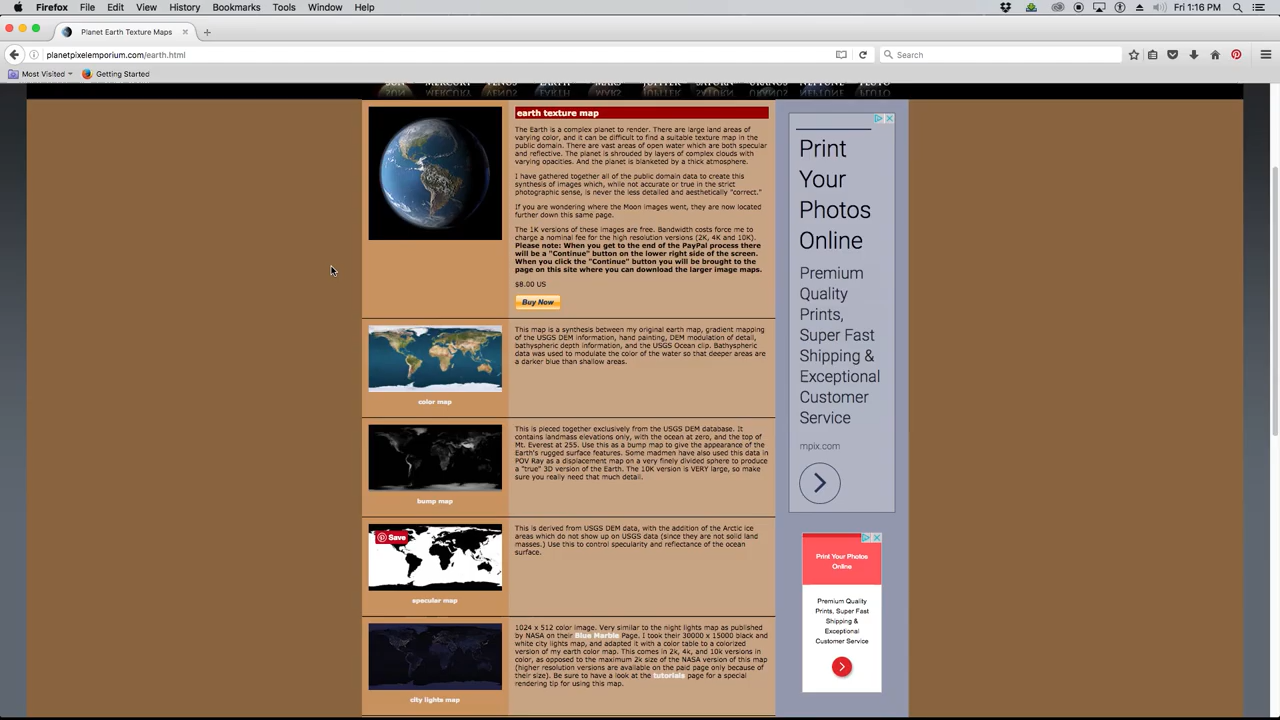 Firefox File Edit View History Bookmarks Tools Window Help Fri 1:16 PM
Planet Earth Texture Maps
planetpixelemporium.com/earth.html Search
Most Visited Getting Started
earth texture map
The Earth is a complex planet to render. There are large land areas of
varying color, and it can be difficult to find a suitable texture map in the
public domain. There are vast areas of open water which are both specular
and reflective. The planet is shrouded by layers of complex clouds with
varying opacities. And the planet is blanketed by a thick atmosphere.
I have gathered together all of the public domain data to create this
synthesis of images which, while not accurate or true in the strict
photographic sense, is never the less detailed and aesthetically "correct."
If you are wondering where the Moon images went, they are now located
further down this same page.
The 1K versions of these images are free. Bandwidth costs force me to
charge a nominal fee for the high resolution versions (2K, 4K and 10K).
Please note: When you get to the end of the PayPal process there
will be a "Continue" button on the lower right side of the screen.
When you click the "Continue" button you will be brought to the
page on this site where you can download the larger image maps.
$8.00 US
Buy Now
color map
This map is a synthesis between my original earth map, gradient mapping
of the USGS DEM information, hand painting, DEM modulation of detail,
bathyspheric depth information, and the USGS Ocean clip. Bathyspheric
data was used to modulate the color of the water so that deeper areas are
a darker blue than shallow areas.
bump map
This is pieced together exclusively from the USGS DEM database. It
contains landmass elevations only, with the ocean at zero, and the top of
Mt. Everest at 255. Use this as a bump map to give the appearance of the
Earth's rugged surface features. Some madmen have also used this data in
POV Ray as a displacement map on a very finely divided sphere to produce
a "true" 3D version of the Earth. The 10K version is VERY large, so make
sure you really need that much detail.
Save
specular map
This is derived from USGS DEM data, with the addition of the Arctic ice
areas which do not show up on USGS data (since they are not solid land
masses.) Use this to control specularity and reflectance of the ocean
surface.
city lights map
1024 x 512 color image. Very similar to the night lights map as published
by NASA on their Blue Marble Page. I took their 30000 x 15000 black and
white city lights map, and adapted it with a color table to a colorized
version of my earth color map. This comes in 2k, 4k, and 10k versions in
color, as opposed to the maximum 2k size of the NASA version of this map
(higher resolution versions are available on the paid page only because of
their size). Be sure to have a look at the tutorials page for a special
rendering tip for using this map.
Print
Your
Photos
Online
Premium
Quality
Prints,
Super Fast
Shipping &
Exceptional
Customer
Service
mpix.com
Print Your Photos
Online
Premium Quality
Prints, Super Fast
Shipping &
Exceptional
Customer Service